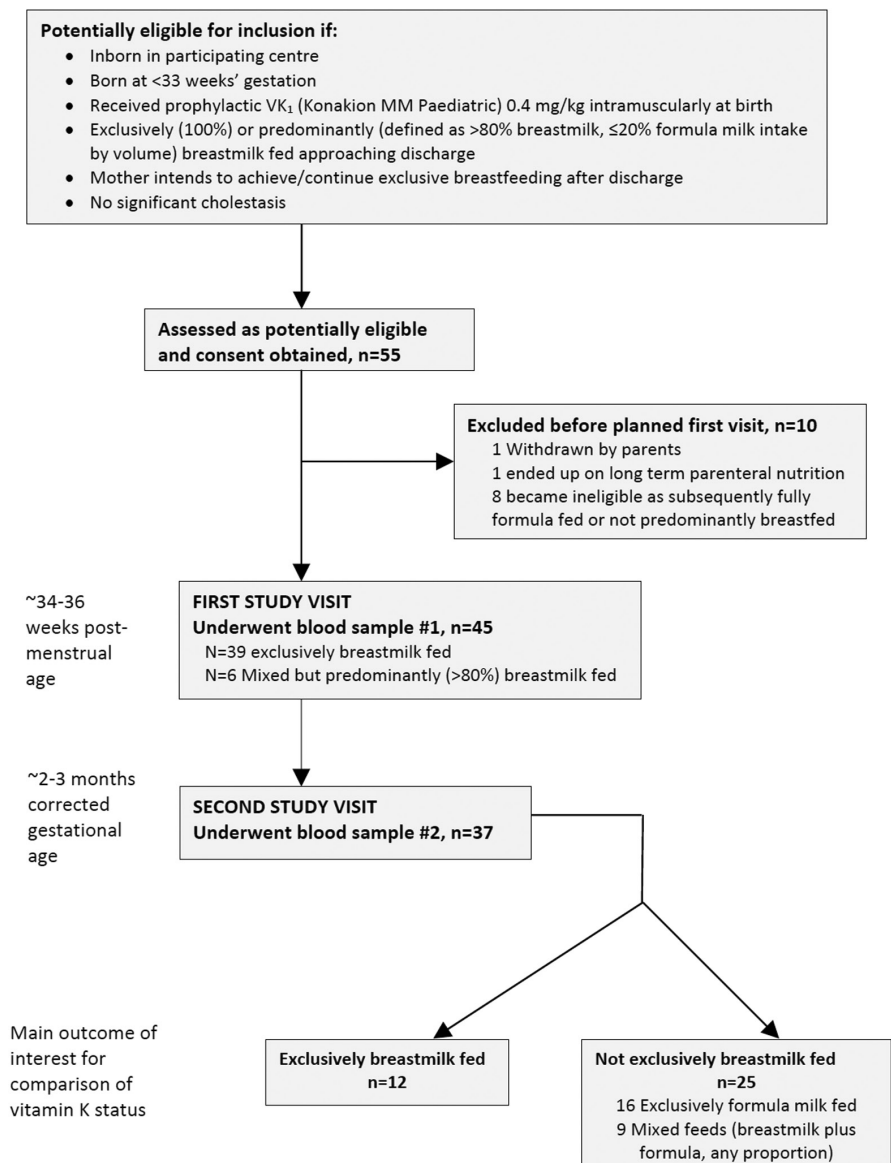 Potentially eligible for inclusion if:
• Inborn in participating centre
• Born at <33 weeks' gestation
• Received prophylactic VK₁ (Konakion MM Paediatric) 0.4 mg/kg intramuscularly at birth
• Exclusively (100%) or predominantly (defined as >80% breastmilk, ≤20% formula milk intake
by volume) breastmilk fed approaching discharge
• Mother intends to achieve/continue exclusive breastfeeding after discharge
• No significant cholestasis
Assessed as potentially eligible
and consent obtained, n=55
Excluded before planned first visit, n=10
1 Withdrawn by parents
1 ended up on long term parenteral nutrition
8 became ineligible as subsequently fully
formula fed or not predominantly breastfed
~34-36
weeks post-
menstrual
age
FIRST STUDY VISIT
Underwent blood sample #1, n=45
N=39 exclusively breastmilk fed
N=6 Mixed but predominantly (>80%) breastmilk fed
~2-3 months
corrected
gestational
age
SECOND STUDY VISIT
Underwent blood sample #2, n=37
Main outcome of
interest for
comparison of
vitamin K status
Exclusively breastmilk fed
n=12
Not exclusively breastmilk fed
n=25
16 Exclusively formula milk fed
9 Mixed feeds (breastmilk plus
formula, any proportion)